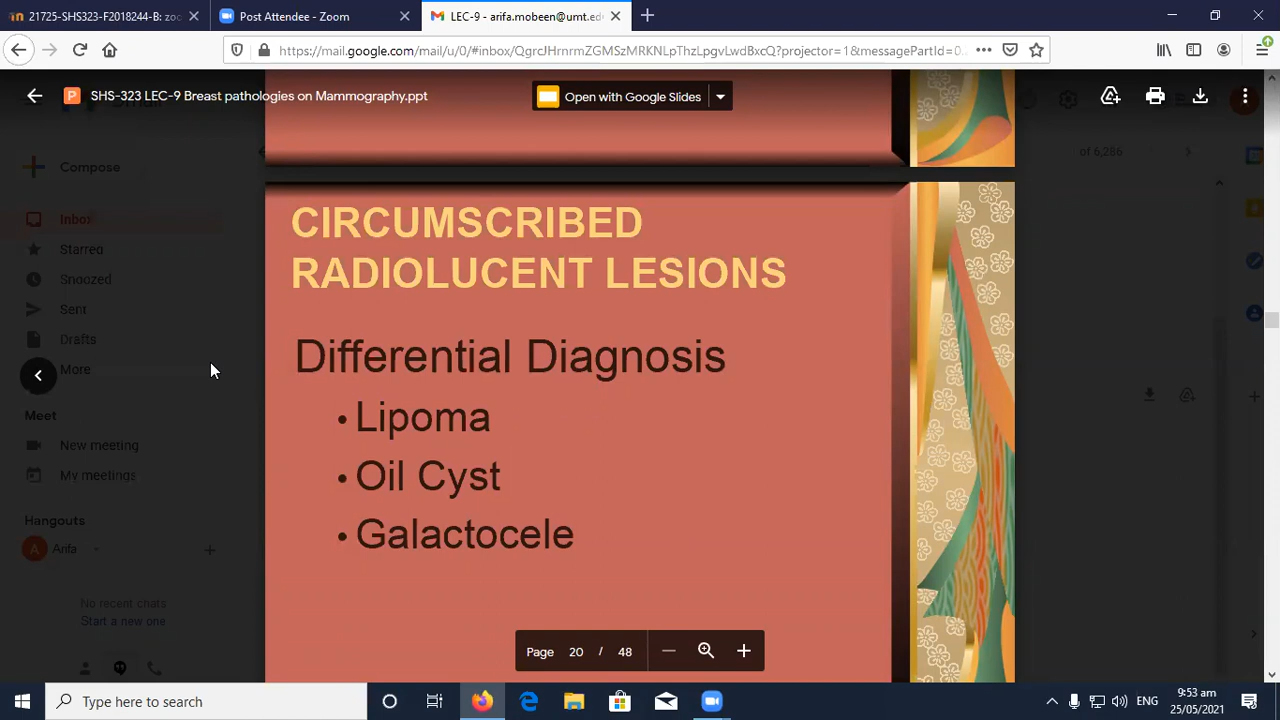 21725-SHS323-F2018244-B: zoo
Post Attendee - Zoom
LEC-9 - arifa.mobeen@umt.ed
https://mail.google.com/mail/u/0/#inbox/QgrcJHrnrmZGMSzMRKNLpThzLpgvLwdBxcQ?projector=1&messagePartId=0.
SHS-323 LEC-9 Breast pathologies on Mammography.ppt
Open with Google Slides
Compose
of 6,286
Inbox
Starred
Snoozed
Sent
Drafts
More
Meet
New meeting
My meetings
Hangouts
A Arifa
No recent chats
Start a new one
CIRCUMSCRIBED
RADIOLUCENT LESIONS
Differential Diagnosis
• Lipoma
• Oil Cyst
• Galactocele
Page 20 / 48
Type here to search
ENG
9:53 am
25/05/2021